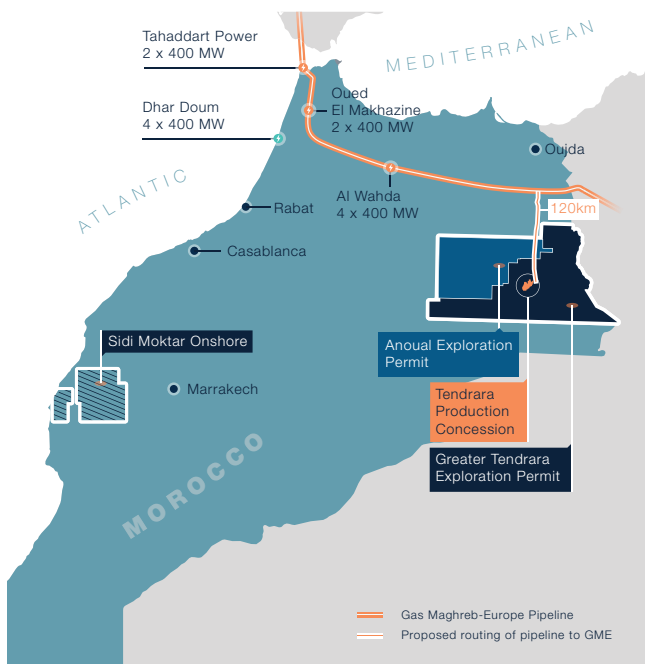 MEDITERRANEAN
Tahaddart Power
2 x 400 MW
Dhar Doum
4 x 400 MW
Oued
El Makhazine
2 x 400 MW
Oujda
Al Wahda
4 x 400 MW
120km
ATLANTIC
Rabat
Casablanca
Sidi Moktar Onshore
Anoual Exploration
Permit
Marrakech
Tendrara
Production
Concession
Greater Tendrara
Exploration Permit
MOROCCO
Gas Maghreb-Europe Pipeline
Proposed routing of pipeline to GME